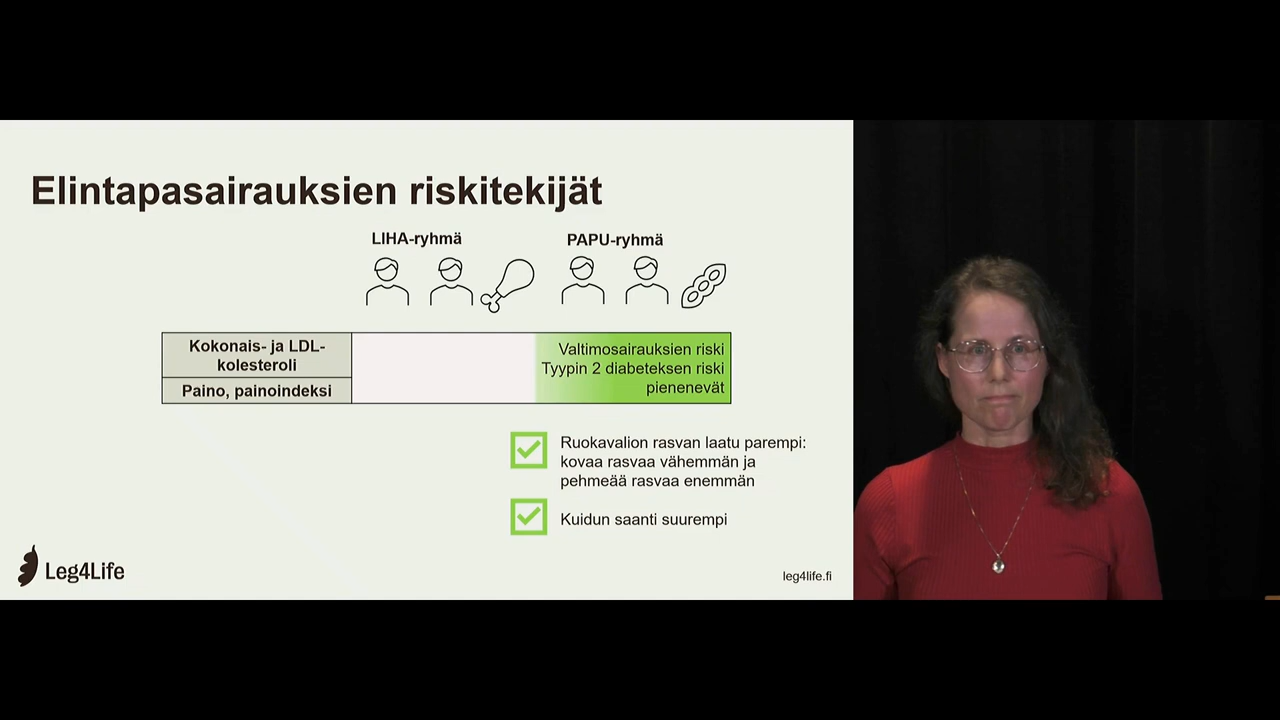 Elintapasairauksien riskitekijät
LIHA-ryhmä
PAPU-ryhmä
Kokonais- ja LDL-
kolesteroli
Paino, painoindeksi
Valtimosairauksien riski
Tyypin 2 diabeteksen riski
pienenevät
Ruokavalion rasvan laatu parempi:
kovaa rasvaa vähemmän ja
pehmeää rasvaa enemmän
Kuidun saanti suurempi
Leg4Life
leg4life.fi